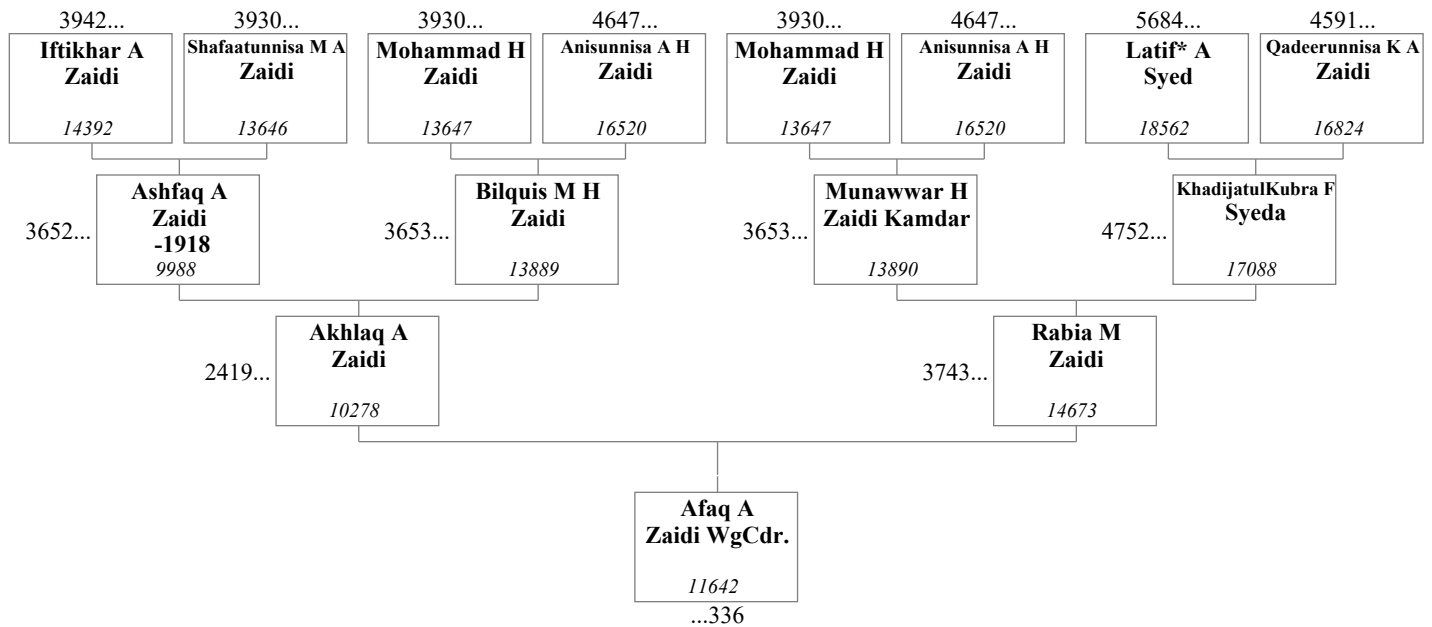 3942...
3930...
3930...
4647...
3930...
4647...
5684...
4591...
Iftikhar A
Zaidi
14392
Shafaatunnisa M A
Zaidi
13646
Mohammad H
Zaidi
13647
Anisunnisa A H
Zaidi
16520
Mohammad H
Zaidi
13647
Anisunnisa A H
Zaidi
16520
Latif* A
Syed
18562
Qadeerunnisa K A
Zaidi
16824
3652...
Ashfaq A
Zaidi
-1918
9988
3653...
Bilquis M H
Zaidi
13889
3653...
Munawwar H
Zaidi Kamdar
13890
4752...
KhadijatulKubra F
Syeda
17088
2419...
Akhlaq A
Zaidi
10278
3743...
Rabia M
Zaidi
14673
Afaq A
Zaidi WgCdr.
11642
...336